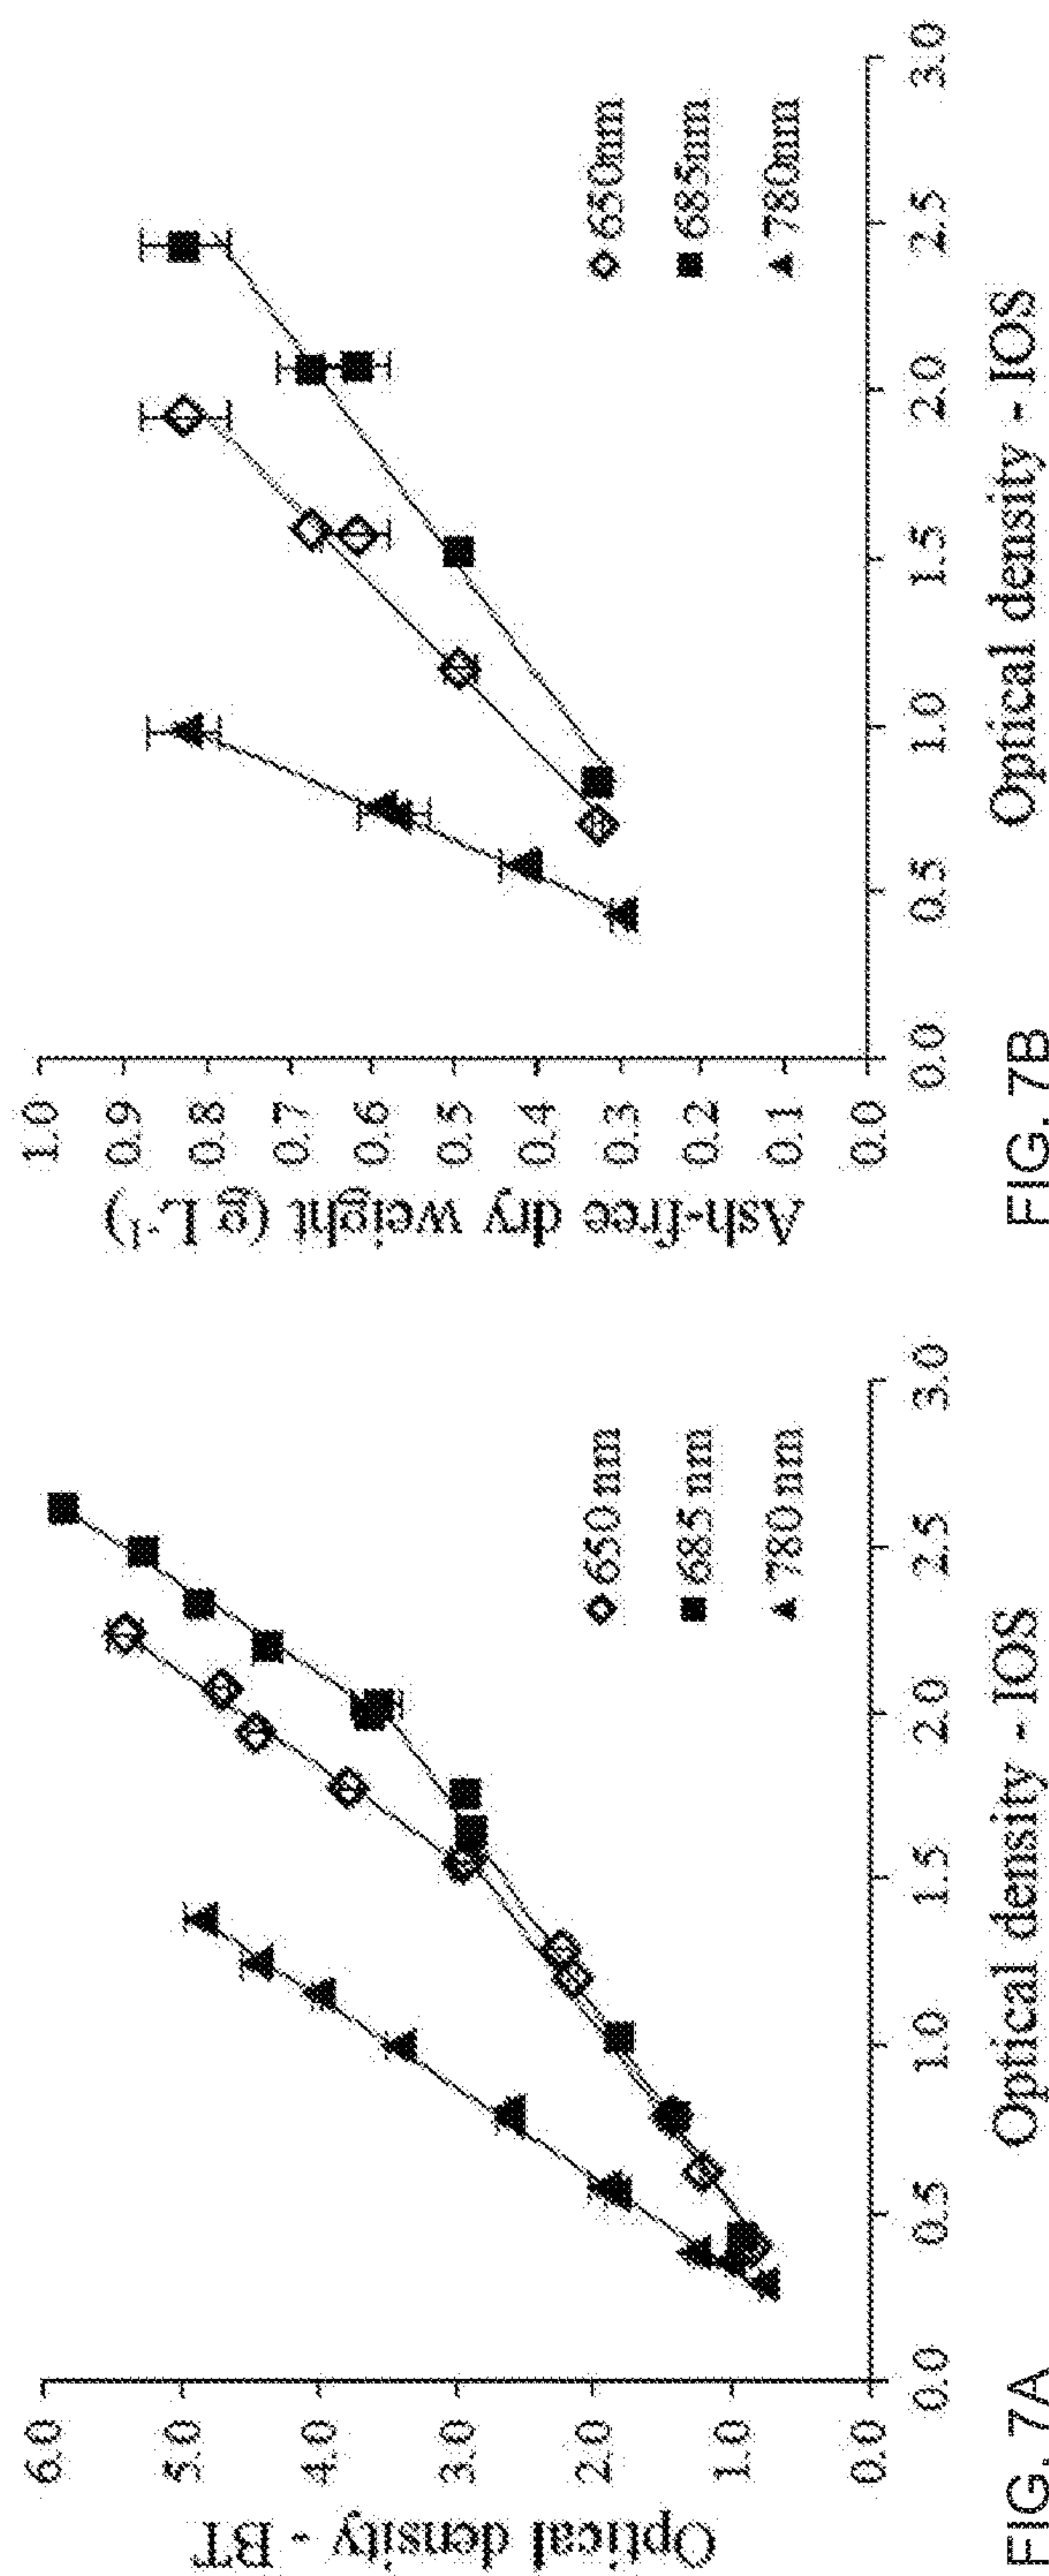 6.0
5.0
4.0
3.0
2.0
1.0
0.0
Optical density - BT
650 nm
685 nm
780 nm
0.0
0.5
1.0
1.5
2.0
2.5
3.0
Optical density - IOS
FIG. 7A
1.0
0.9
0.8
0.7
0.6
0.5
0.4
0.3
0.2
0.1
0.0
Ash-free dry weight (g L⁻¹)
650nm
685nm
780nm
0.0
0.5
1.0
1.5
2.0
2.5
3.0
Optical density - IOS
FIG. 7B